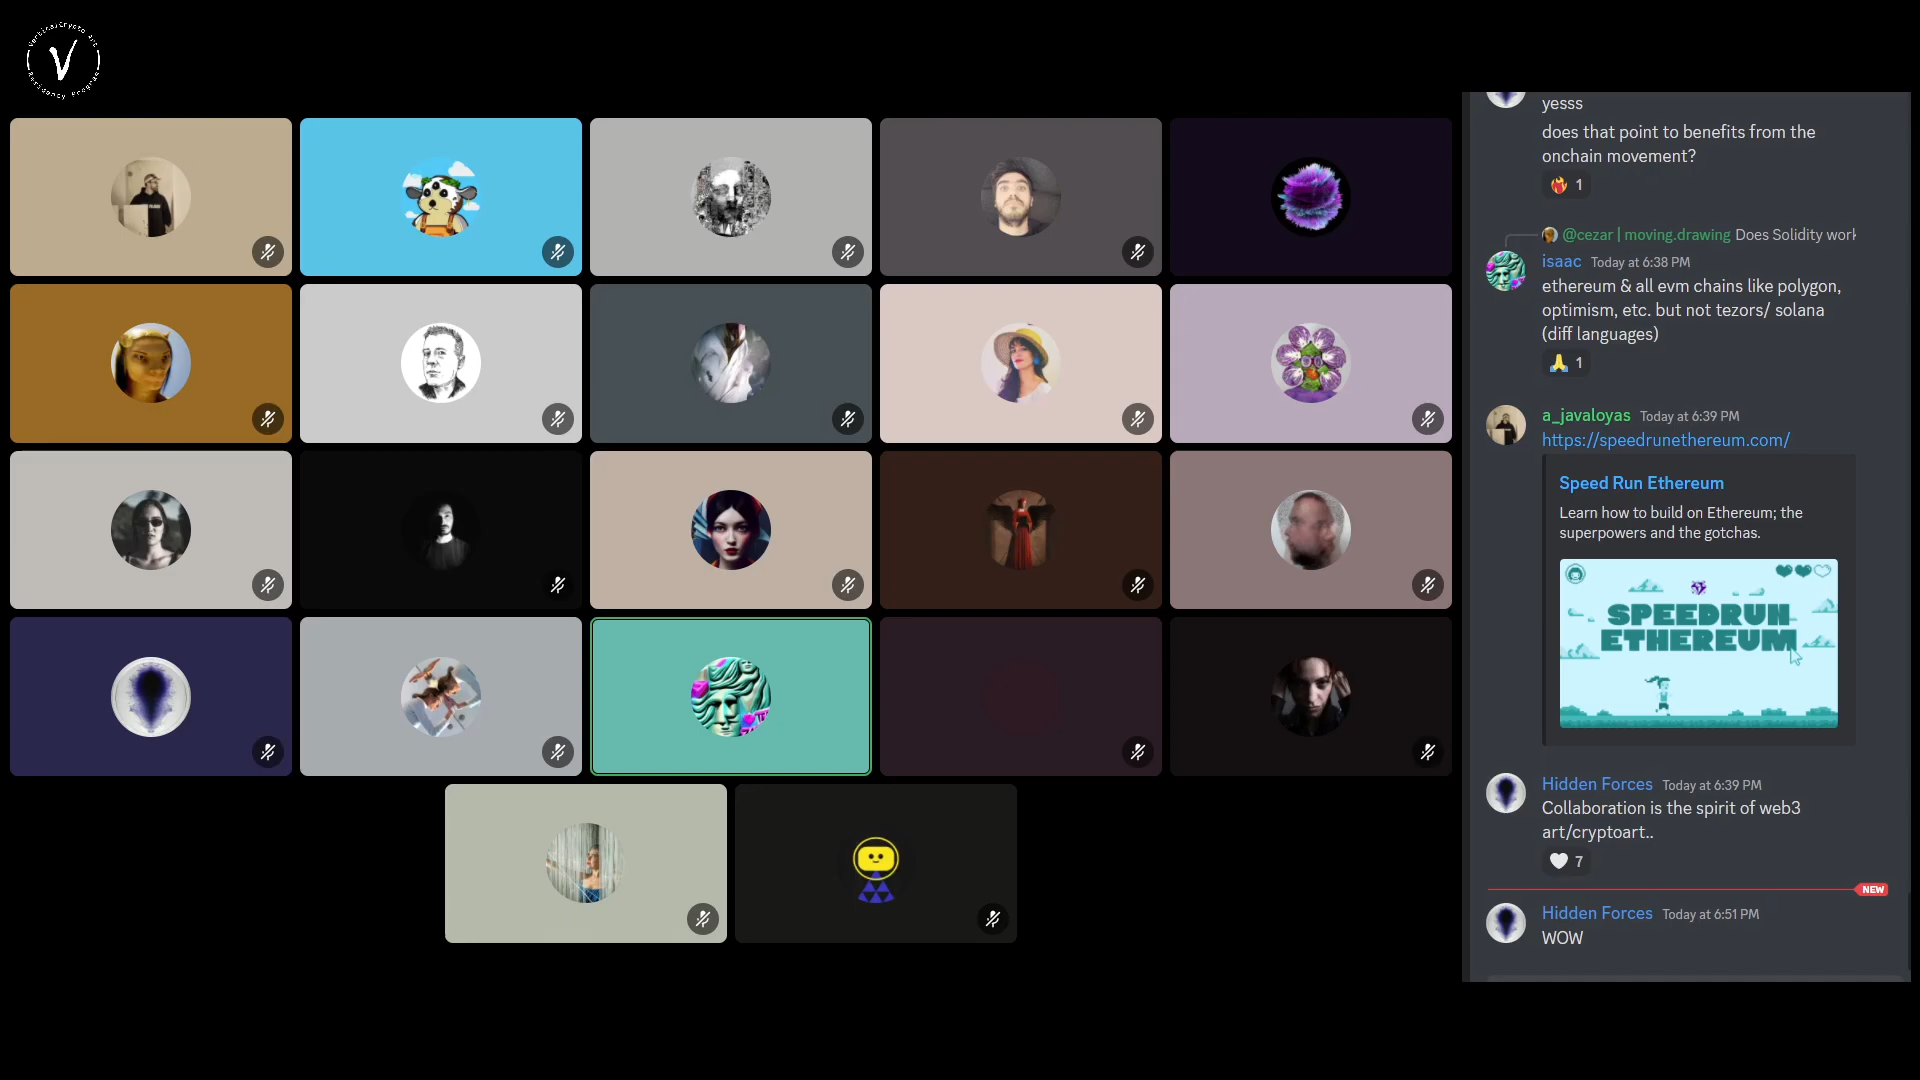 VerticalCrypto Art
V
Residency Program
yesss
does that point to benefits from the
onchain movement?
1
@cezar | moving.drawing Does Solidity work
isaac Today at 6:38 PM
ethereum & all evm chains like polygon,
optimism, etc. but not tezors/ solana
(diff languages)
1
a_javaloyas Today at 6:39 PM
https://speedrunethereum.com/
Speed Run Ethereum
Learn how to build on Ethereum; the
superpowers and the gotchas.
SPEEDRUN
ETHEREUM
Hidden Forces Today at 6:39 PM
Collaboration is the spirit of web3
art/cryptoart..
7
NEW
Hidden Forces Today at 6:51 PM
WOW